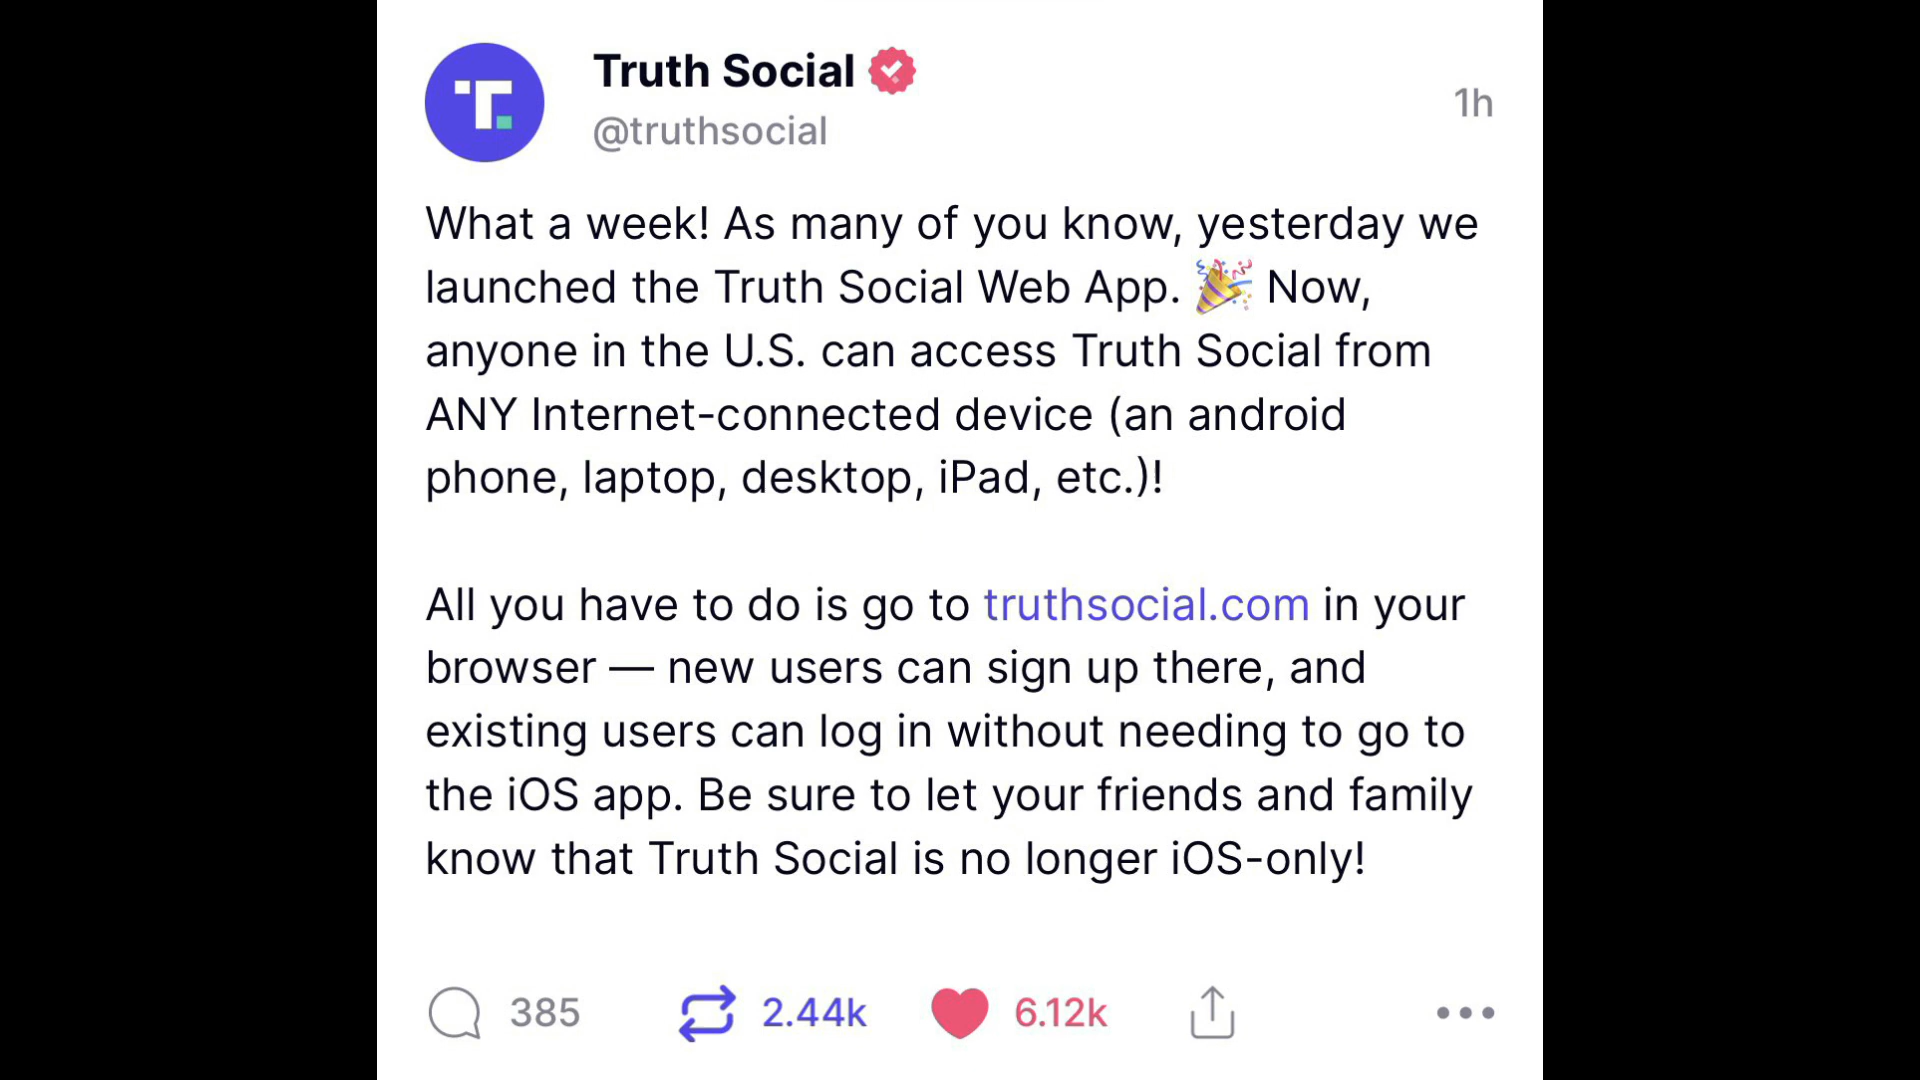 Truth Social
@truthsocial
1h
What a week! As many of you know, yesterday we
launched the Truth Social Web App. 🎉 Now,
anyone in the U.S. can access Truth Social from
ANY Internet-connected device (an android
phone, laptop, desktop, iPad, etc.)!
All you have to do is go to truthsocial.com in your
browser — new users can sign up there, and
existing users can log in without needing to go to
the iOS app. Be sure to let your friends and family
know that Truth Social is no longer iOS-only!
385 2.44k 6.12k